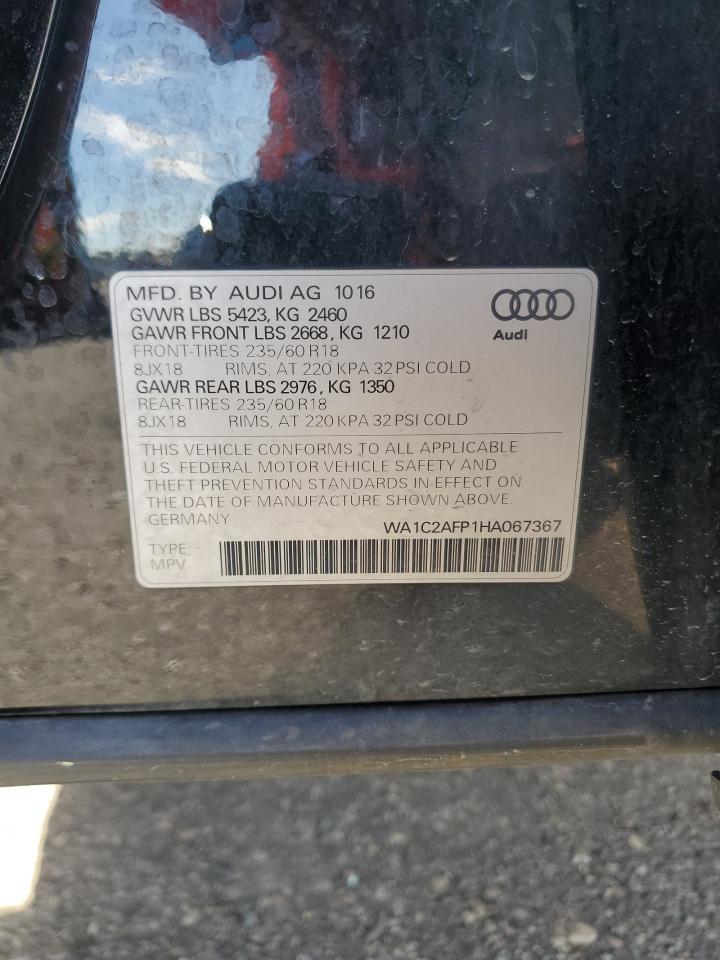 MFD. BY AUDI AG 10 16
GVWR LBS 5423, KG 2460
GAWR FRONT LBS 2668, KG 1210
FRONT-TIRES 235/60 R18
8JX18 RIMS, AT 220 KPA 32 PSI COLD
GAWR REAR LBS 2976, KG 1350
REAR-TIRES 235/60 R18
8JX18 RIMS, AT 220 KPA 32 PSI COLD
Audi
THIS VEHICLE CONFORMS TO ALL APPLICABLE
U.S. FEDERAL MOTOR VEHICLE SAFETY AND
THEFT PREVENTION STANDARDS IN EFFECT ON
THE DATE OF MANUFACTURE SHOWN ABOVE.
GERMANY
WA1C2AFP1HA067367
TYPE:
MPV